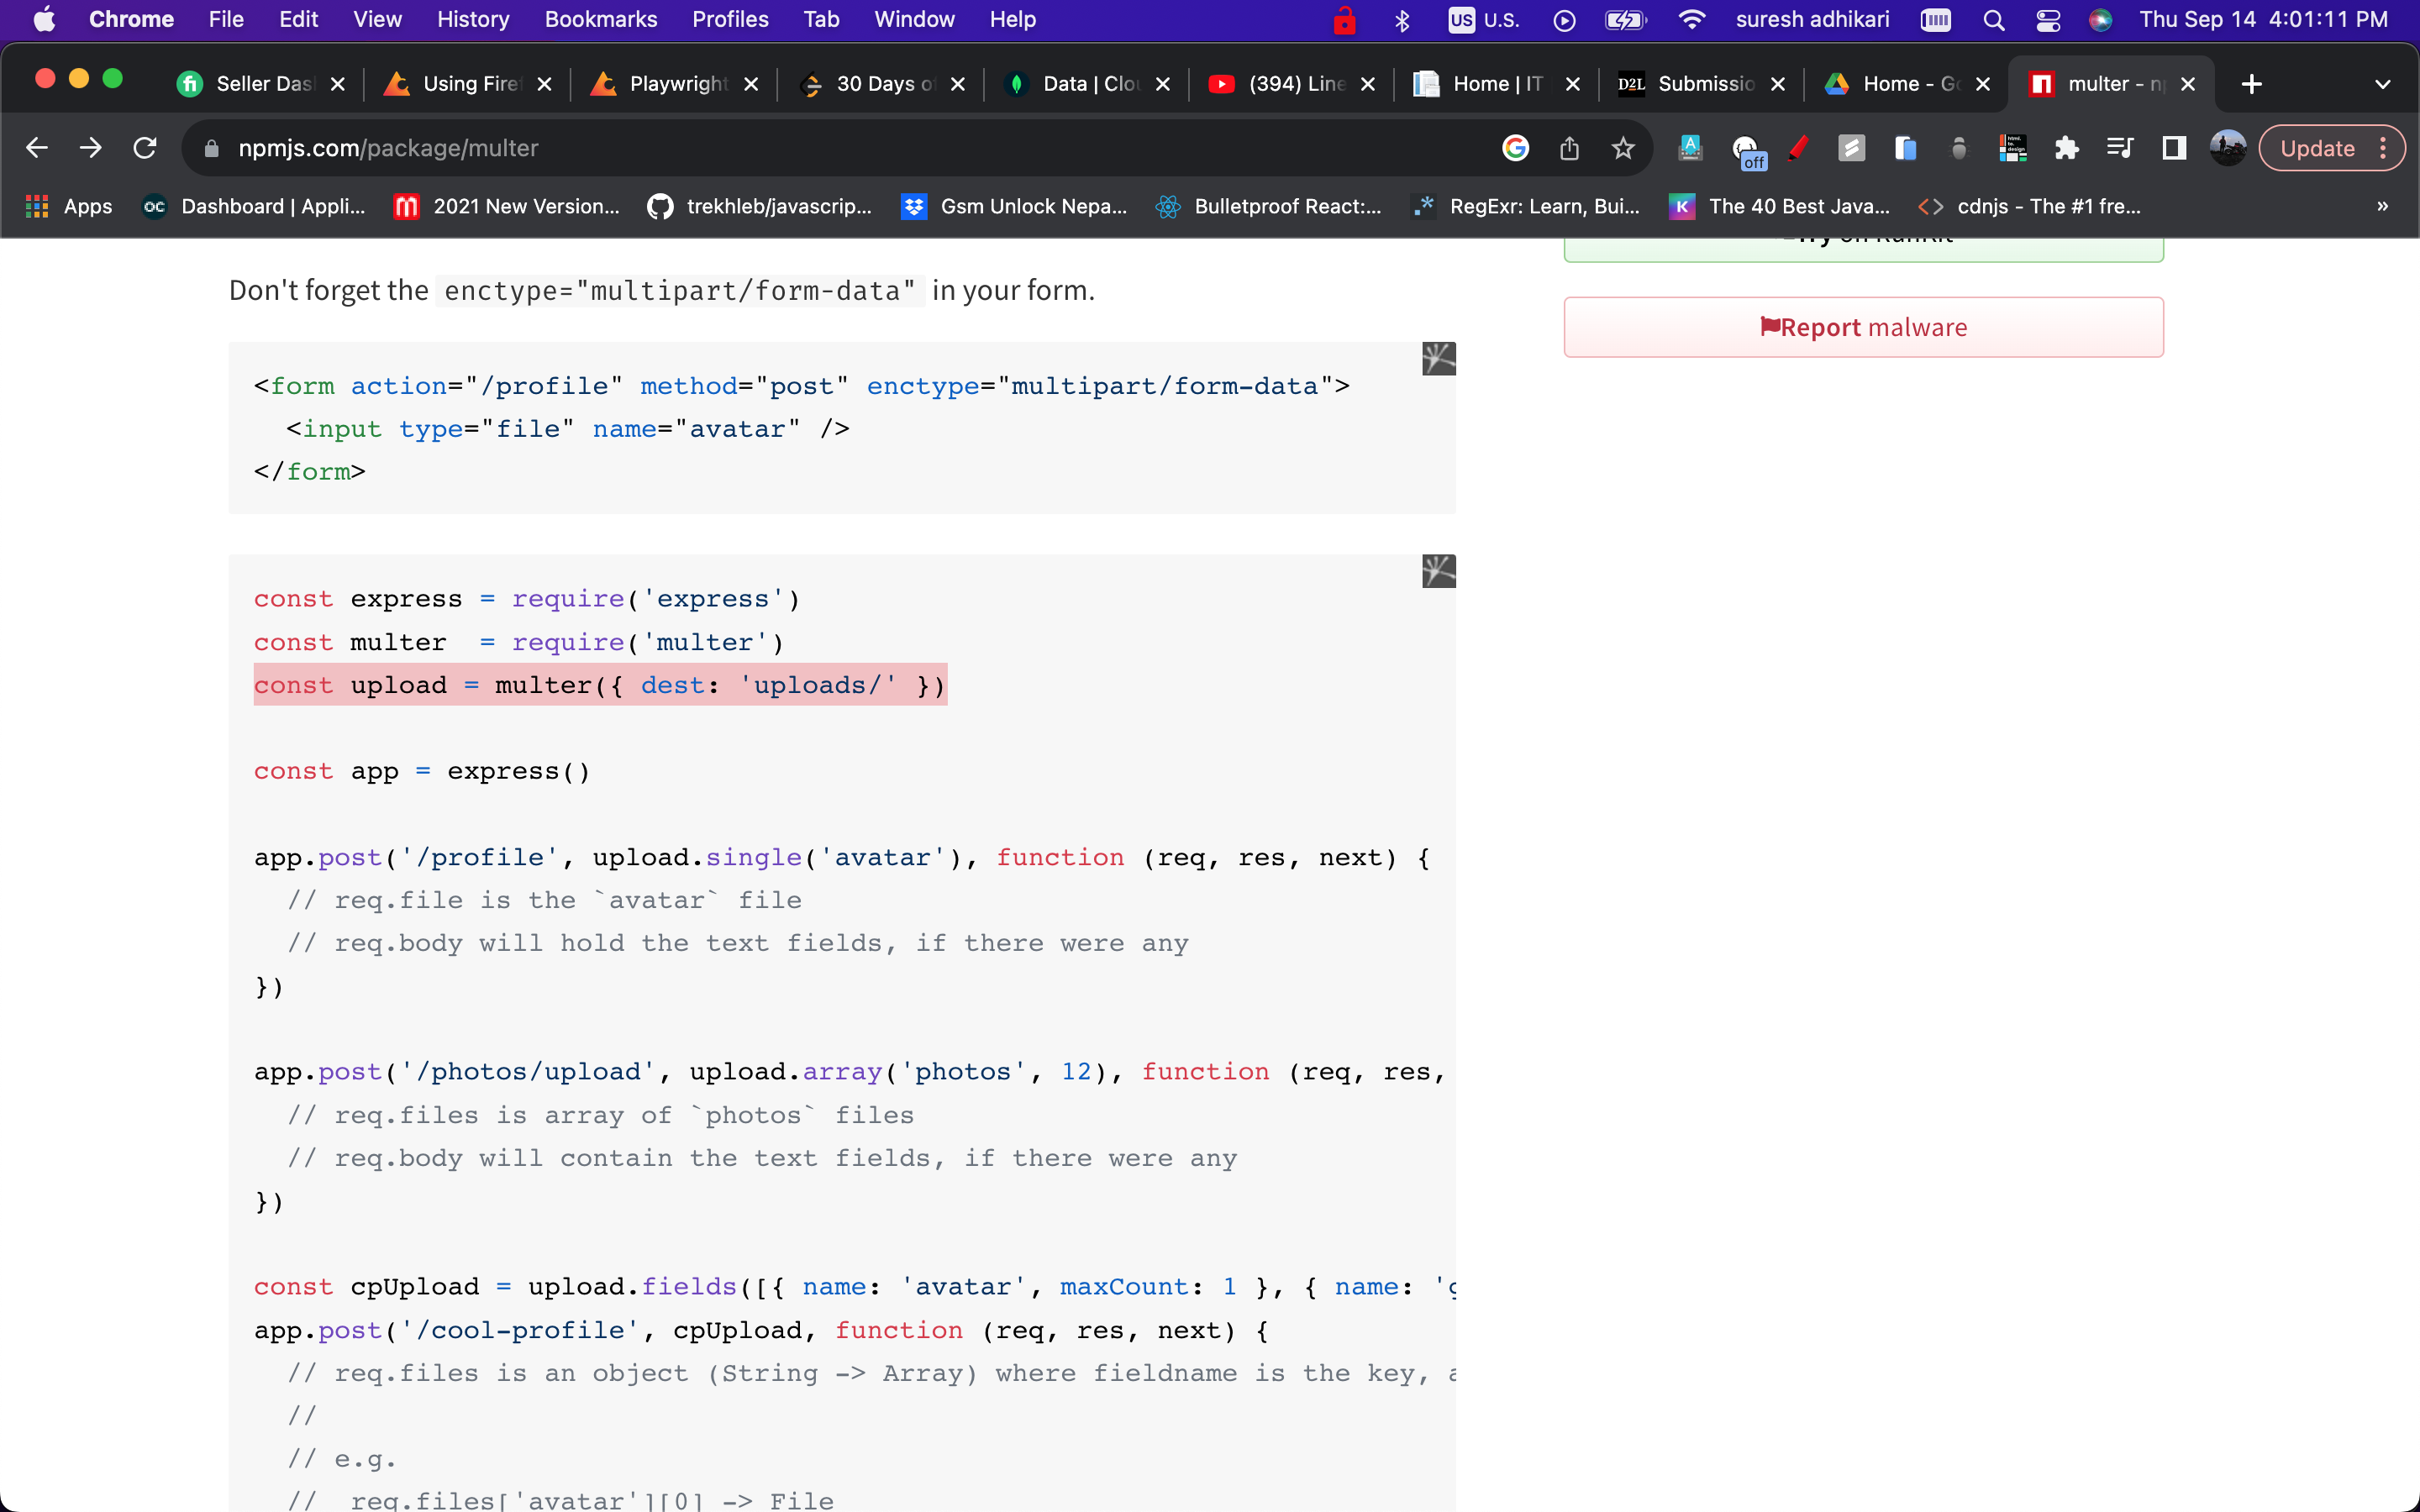 Chrome File Edit View History Bookmarks Profiles Tab Window Help US U.S. suresh adhikari Thu Sep 14 4:01:11 PM
Seller Das Using Firef Playwright 30 Days o Data | Clou (394) Line Home | IT D2L Submissio Home - Go multer - n
npmjs.com/package/multer off Update
Apps Dashboard | Appli... 2021 New Version... trekhleb/javascrip... Gsm Unlock Nepa... Bulletproof React:... RegExr: Learn, Bui... The 40 Best Java... cdnjs - The #1 fre... »
Don't forget the enctype="multipart/form-data" in your form.
Report malware
<form action="/profile" method="post" enctype="multipart/form-data">
  <input type="file" name="avatar" />
</form>
const express = require('express')
const multer  = require('multer')
const upload = multer({ dest: 'uploads/' })
const app = express()
app.post('/profile', upload.single('avatar'), function (req, res, next) {
  // req.file is the `avatar` file
  // req.body will hold the text fields, if there were any
})
app.post('/photos/upload', upload.array('photos', 12), function (req, res,
  // req.files is array of `photos` files
  // req.body will contain the text fields, if there were any
})
const cpUpload = upload.fields([{ name: 'avatar', maxCount: 1 }, { name: '
app.post('/cool-profile', cpUpload, function (req, res, next) {
  // req.files is an object (String -> Array) where fieldname is the key,
  //
  // e.g.
  //  req.files['avatar'][0] -> File